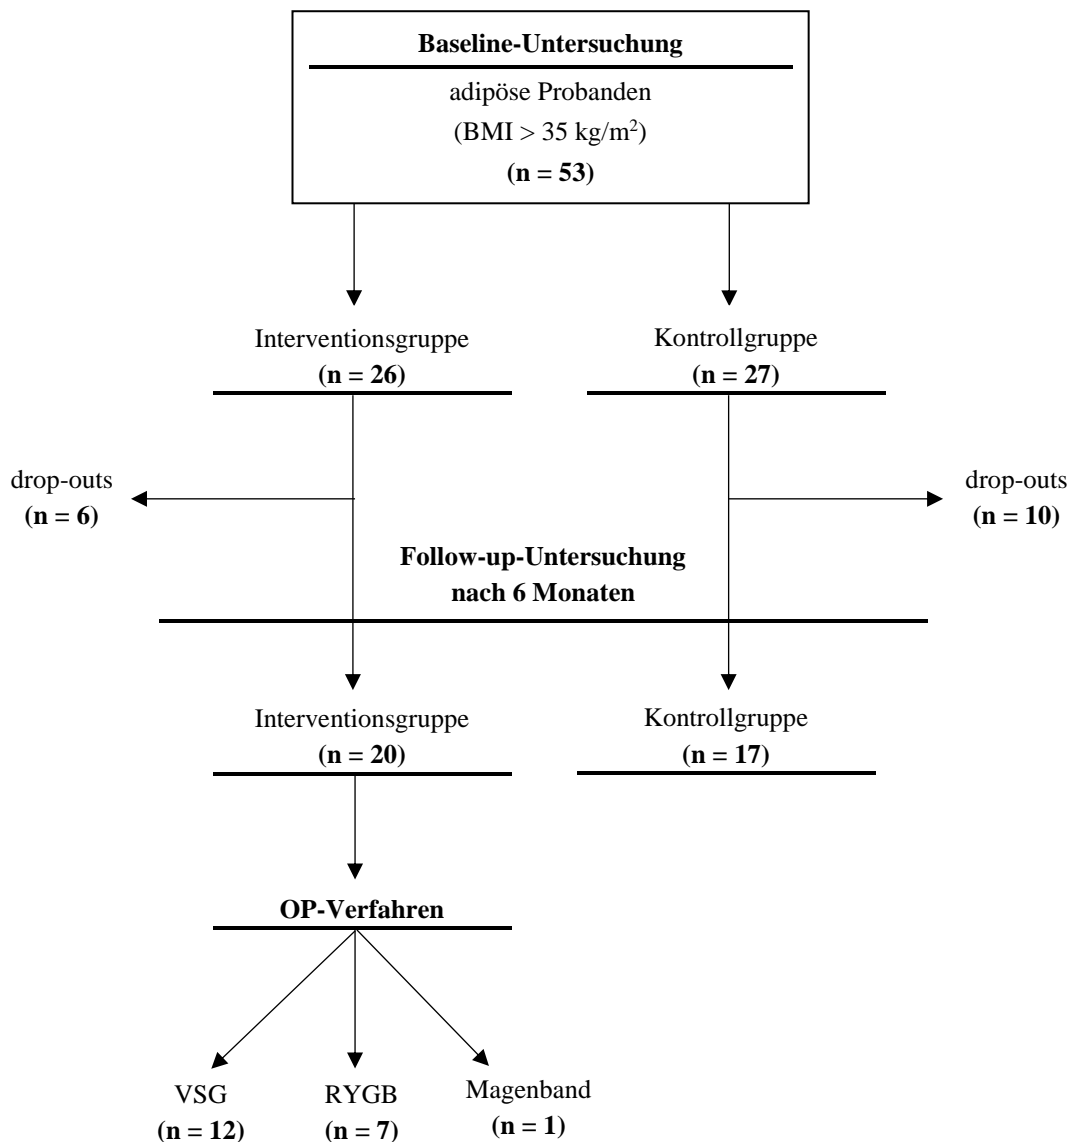 Baseline-Untersuchung
adipöse Probanden
(BMI > 35 kg/m²)
(n = 53)
Interventionsgruppe
(n = 26)
Kontrollgruppe
(n = 27)
drop-outs
(n = 6)
drop-outs
(n = 10)
Follow-up-Untersuchung
nach 6 Monaten
Interventionsgruppe
(n = 20)
Kontrollgruppe
(n = 17)
OP-Verfahren
VSG
(n = 12)
RYGB
(n = 7)
Magenband
(n = 1)